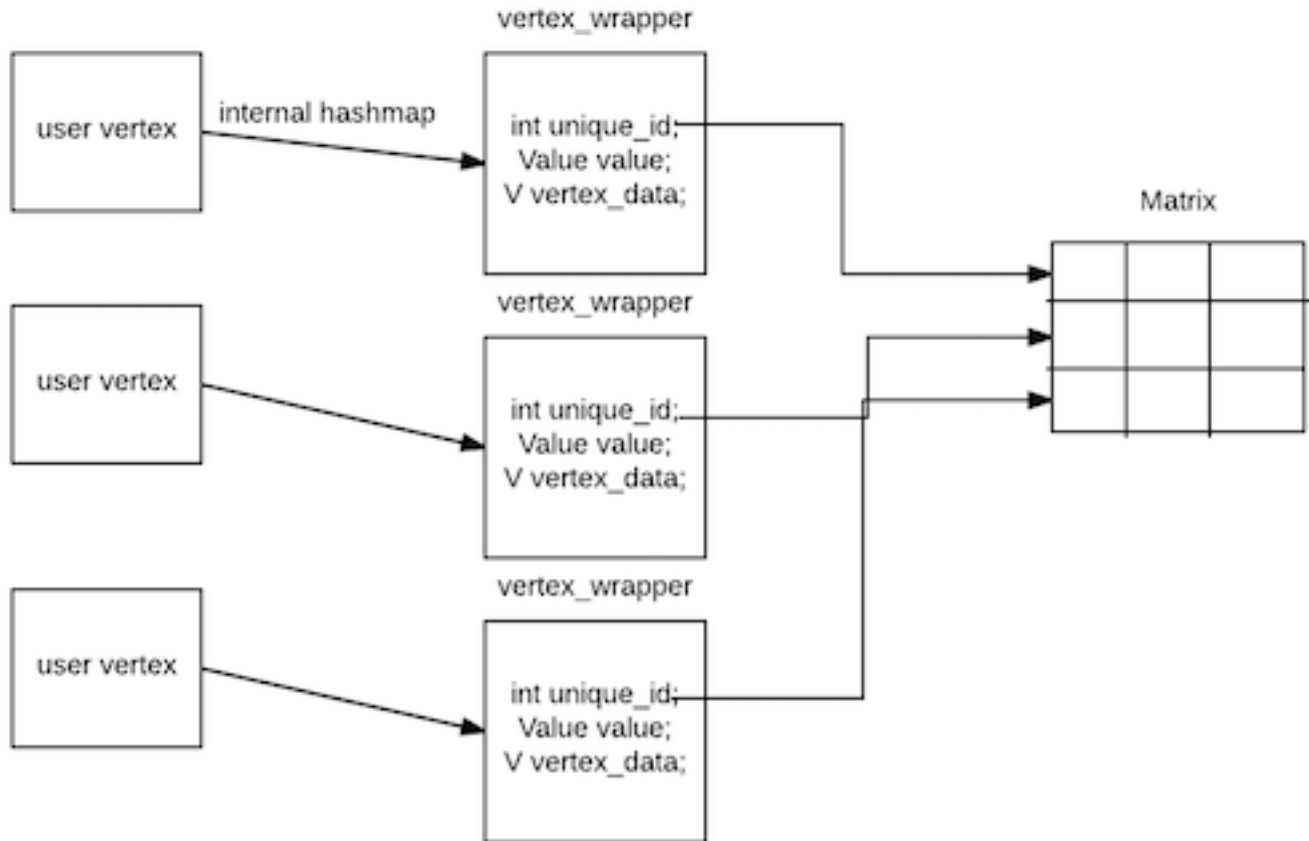 vertex_wrapper
user vertex
internal hashmap
int unique_id;
Value value;
V vertex_data;
Matrix
vertex_wrapper
user vertex
int unique_id;
Value value;
V vertex_data;
vertex_wrapper
user vertex
int unique_id;
Value value;
V vertex_data;